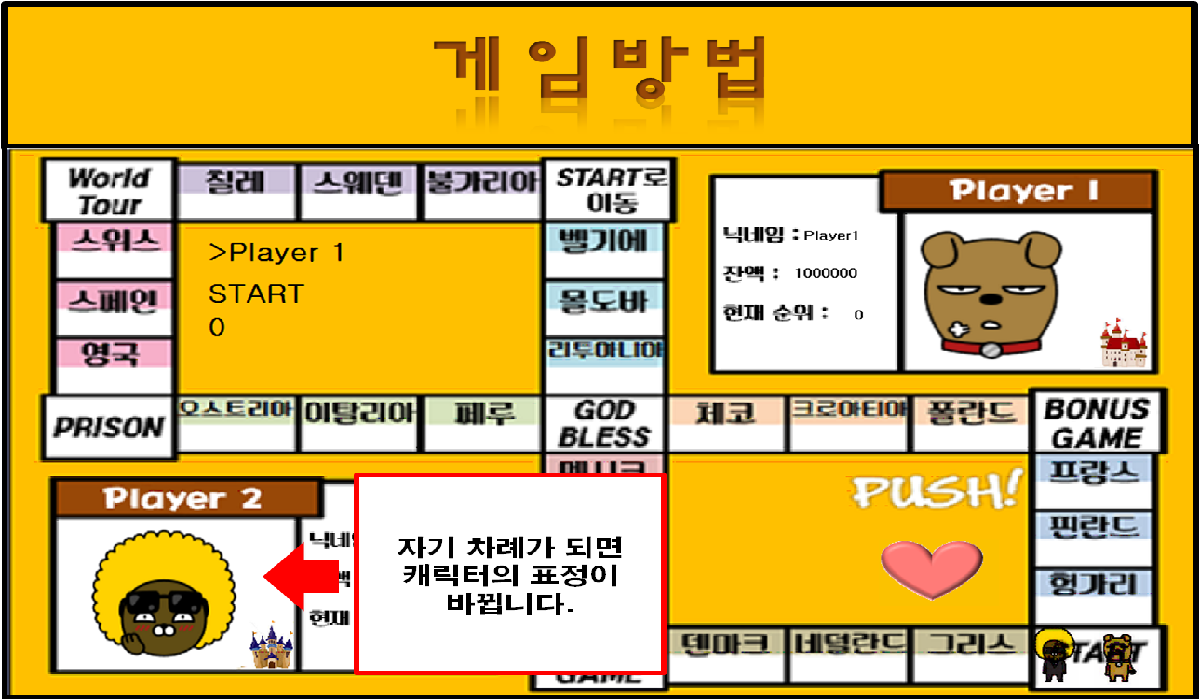 게임방법
World
Tour
칠레
스웨덴
불가리아
START로
이동
스위스
스페인
영국
>Player 1
START
0
벨기에
몰도바
리투아니아
Player 1
닉네임 : Player1
잔액 : 1000000
현재 순위 : 0
PRISON
오스트리아
이탈리아
페루
GOD
BLESS
체코
크로아티아
폴란드
BONUS
GAME
Player 2
현재
자기 차례가 되면
캐릭터의 표정이
바뀝니다.
PUSH!
프랑스
핀란드
헝가리
덴마크
네덜란드
그리스
START
GAME